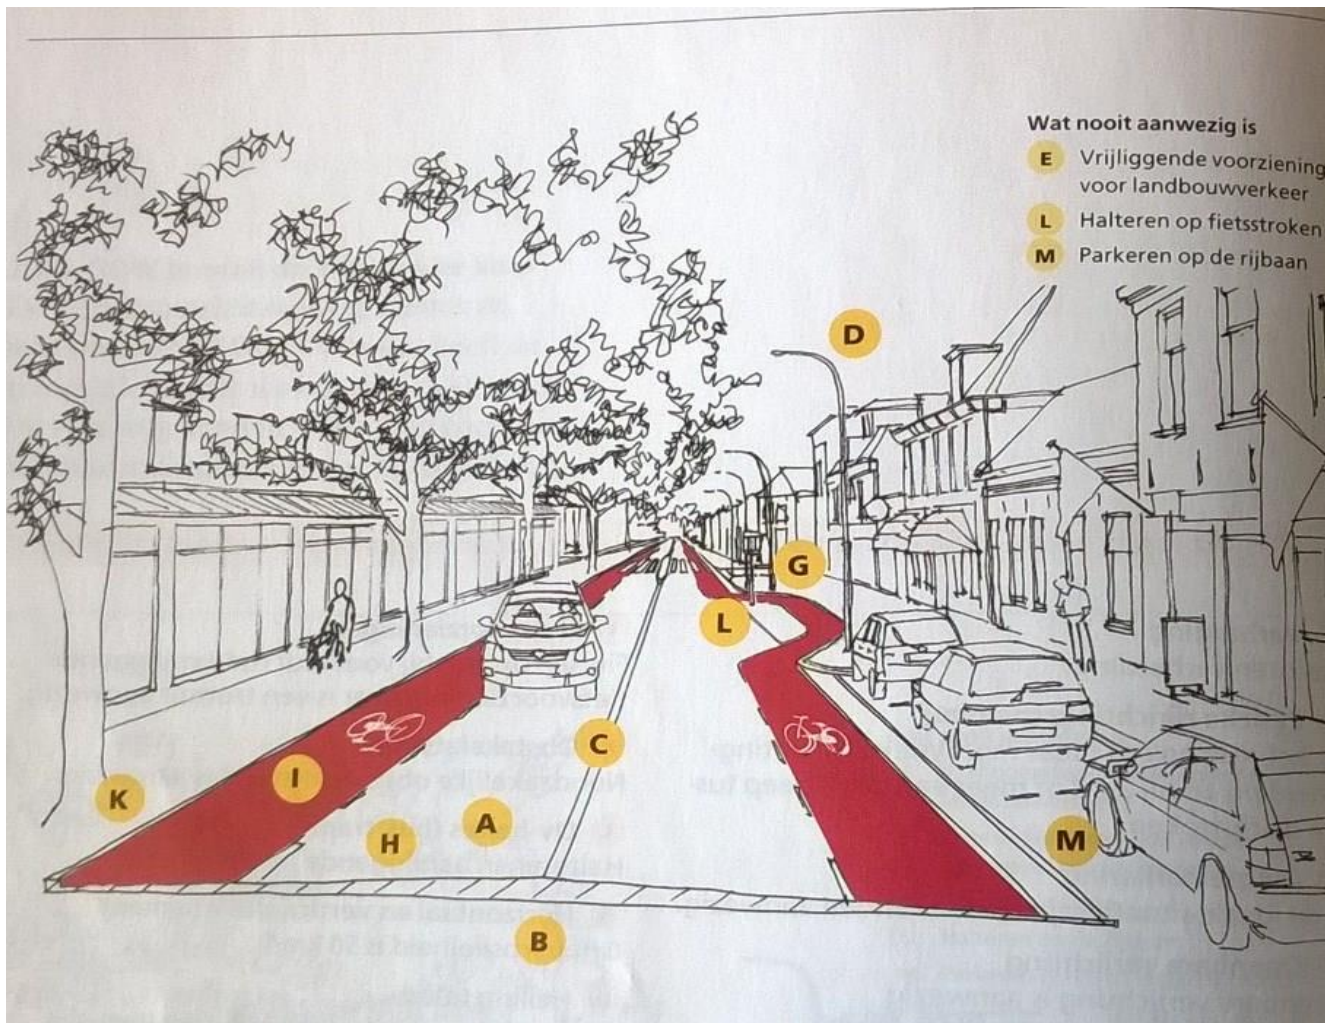 Wat nooit aanwezig is
E Vrijliggende voorziening
voor landbouwverkeer
L Halteren op fietsstroken
M Parkeren op de rijbaan
D
G
L
C
I
K
A
H
M
B